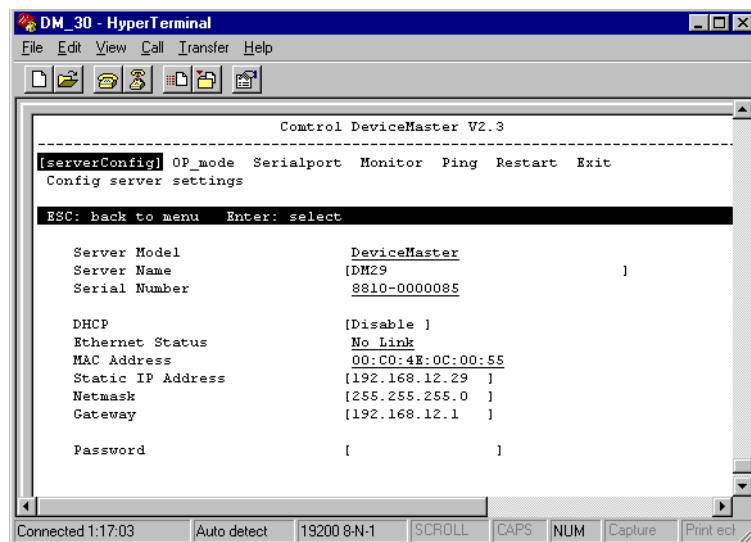 DM_30 - HyperTerminal
File Edit View Call Transfer Help
Comtrol DeviceMaster V2.3
[serverConfig] OP_mode Serialport Monitor Ping Restart Exit
Config server settings
ESC: back to menu Enter: select
Server Model DeviceMaster
Server Name [DM29 ]
Serial Number 8810-0000085
DHCP [Disable ]
Ethernet Status No Link
MAC Address 00:C0:4E:0C:00:55
Static IP Address [192.168.12.29 ]
Netmask [255.255.255.0 ]
Gateway [192.168.12.1 ]
Password [ ]
Connected 1:17:03 Auto detect 19200 8-N-1 SCROLL CAPS NUM Capture Print ech